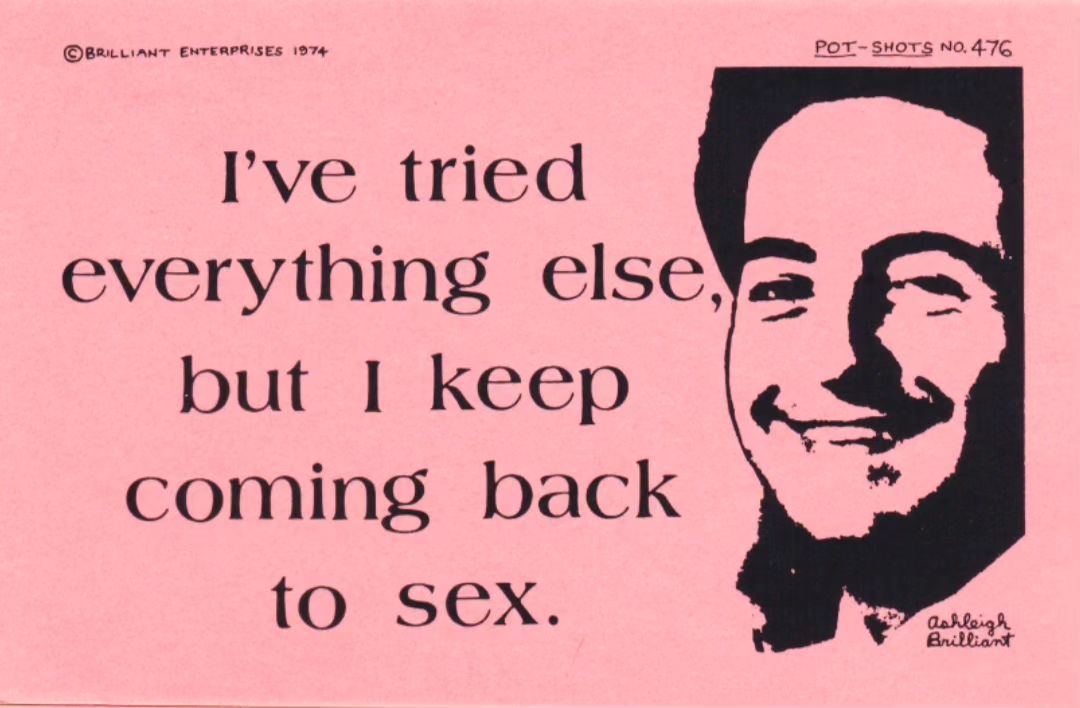 ©BRILLIANT ENTERPRISES 1974
POT-SHOTS NO. 476
I've tried
everything else,
but I keep
coming back
to sex.
Ashleigh
Brilliant